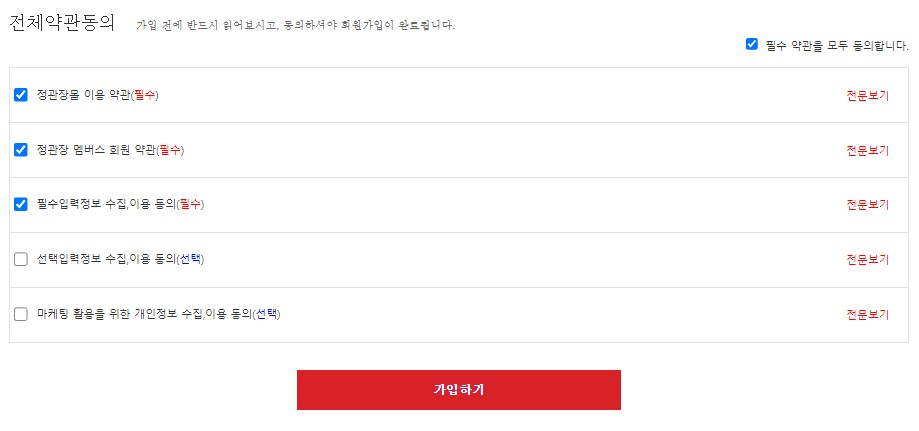 전체약관동의 가입 전에 반드시 읽어보시고, 동의하셔야 회원가입이 완료됩니다.
필수 약관을 모두 동의합니다.
정관장몰 이용 약관(필수) 전문보기
정관장 멤버스 회원 약관(필수) 전문보기
필수입력정보 수집,이용 동의(필수) 전문보기
선택입력정보 수집,이용 동의(선택) 전문보기
마케팅 활용을 위한 개인정보 수집,이용 동의(선택) 전문보기
가입하기